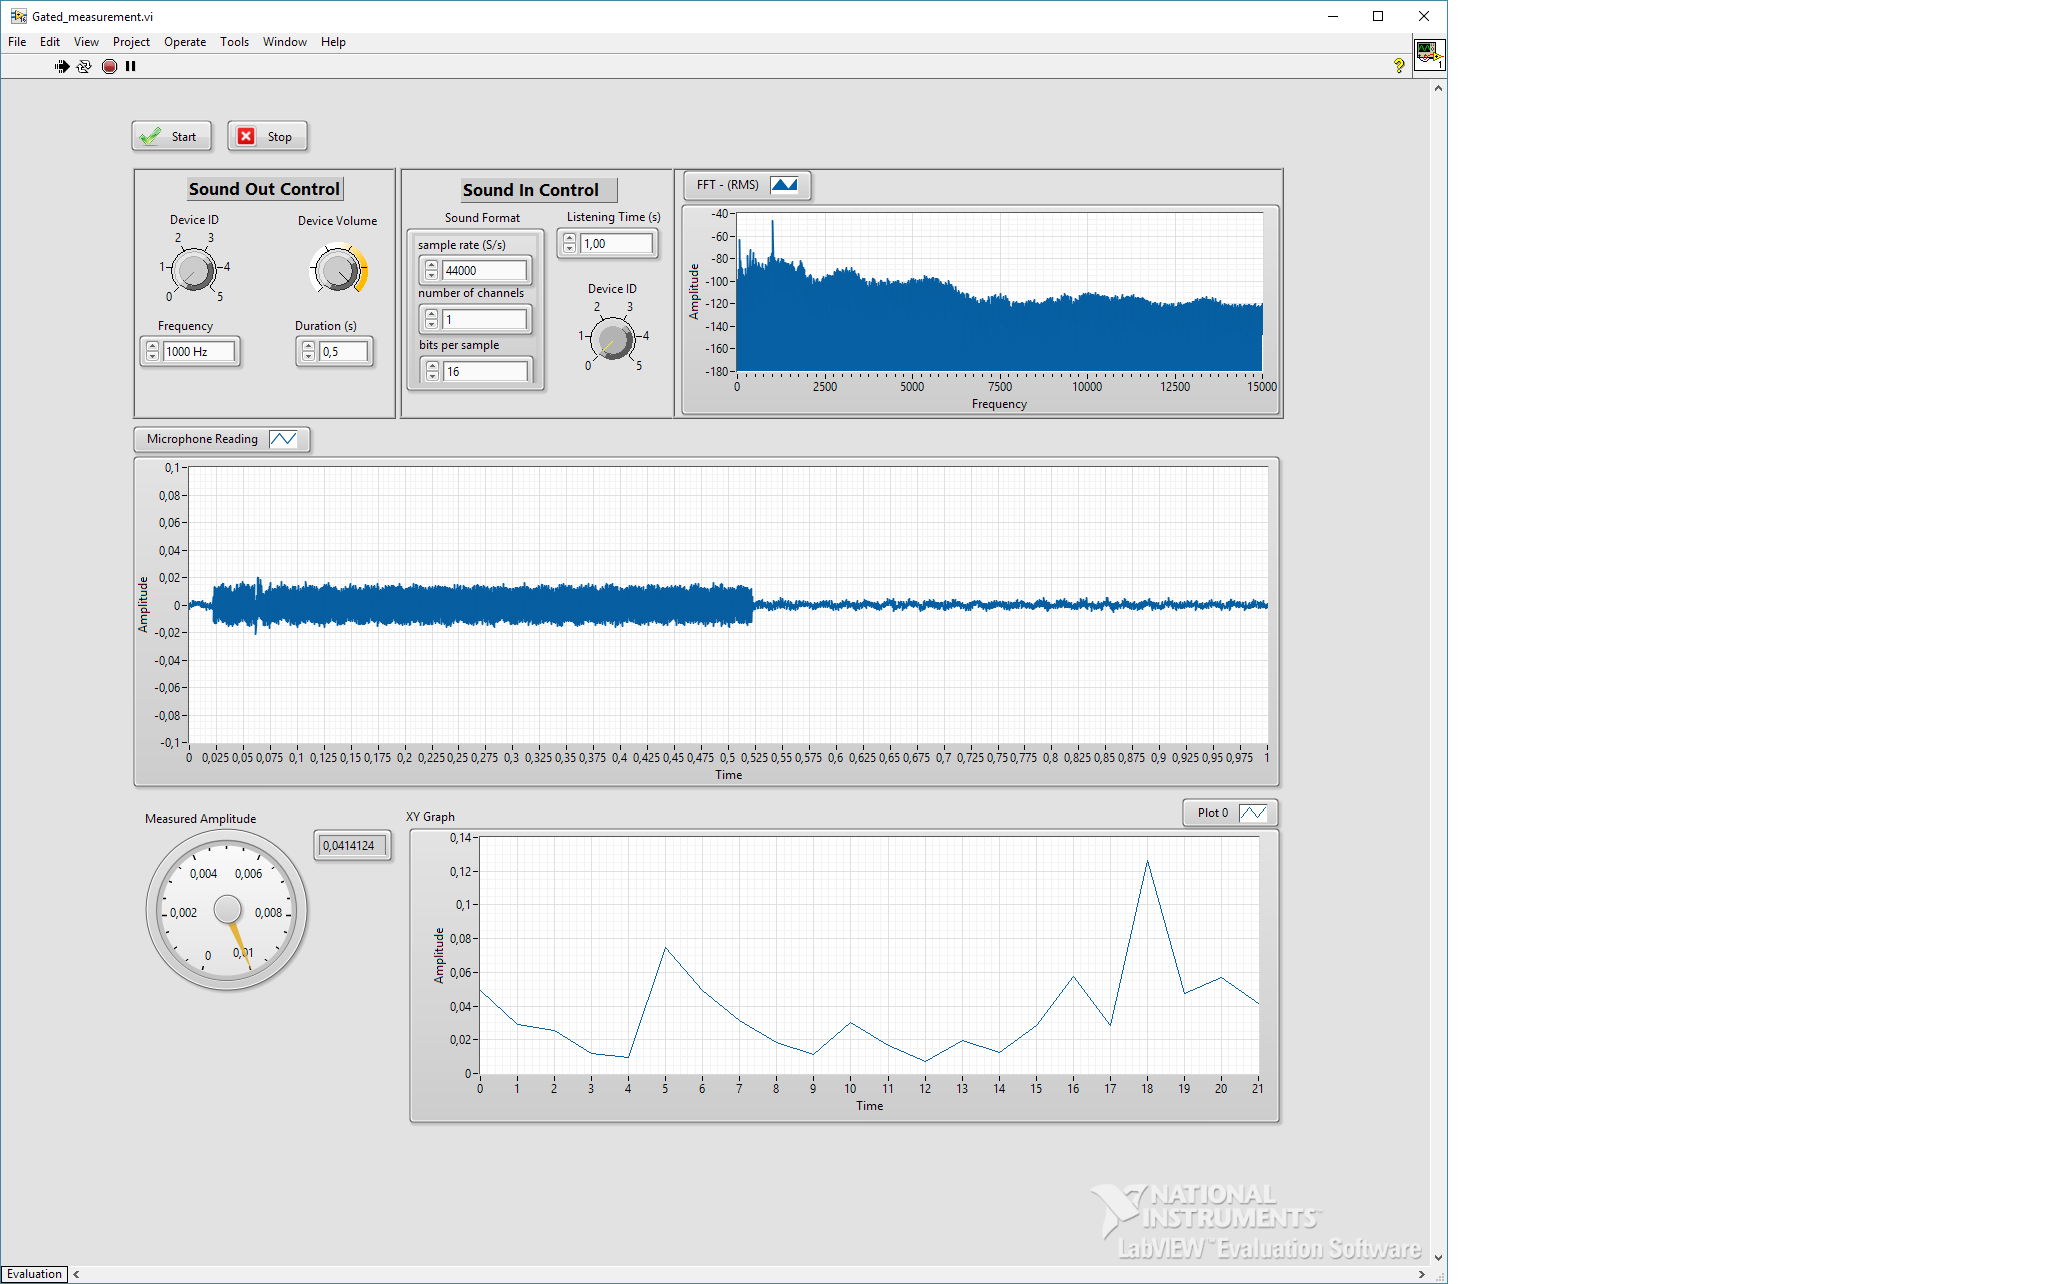 Gated_measurement.vi
File Edit View Project Operate Tools Window Help
1
Start Stop
Sound Out Control
Device ID
0 1 2 3 4 5
Device Volume
Frequency
1000 Hz
Duration (s)
0,5
Sound In Control
Sound Format
sample rate (S/s)
44000
number of channels
1
bits per sample
16
Listening Time (s)
1,00
Device ID
0 1 2 3 4 5
FFT - (RMS)
Amplitude
-40
-60
-80
-100
-120
-140
-160
-180
0 2500 5000 7500 10000 12500 15000
Frequency
Microphone Reading
Amplitude
0,1
0,08
0,06
0,04
0,02
0
-0,02
-0,04
-0,06
-0,08
-0,1
0 0,025 0,05 0,075 0,1 0,125 0,15 0,175 0,2 0,225 0,25 0,275 0,3 0,325 0,35 0,375 0,4 0,425 0,45 0,475 0,5 0,525 0,55 0,575 0,6 0,625 0,65 0,675 0,7 0,725 0,75 0,775 0,8 0,825 0,85 0,875 0,9 0,925 0,95 0,975 1
Time
Measured Amplitude
0 0,002 0,004 0,006 0,008 0,01
0,0414124
XY Graph
Plot 0
Amplitude
0,14
0,12
0,1
0,08
0,06
0,04
0,02
0
0 1 2 3 4 5 6 7 8 9 10 11 12 13 14 15 16 17 18 19 20 21
Time
NATIONAL
INSTRUMENTS™
LabVIEW™ Evaluation Software
Evaluation